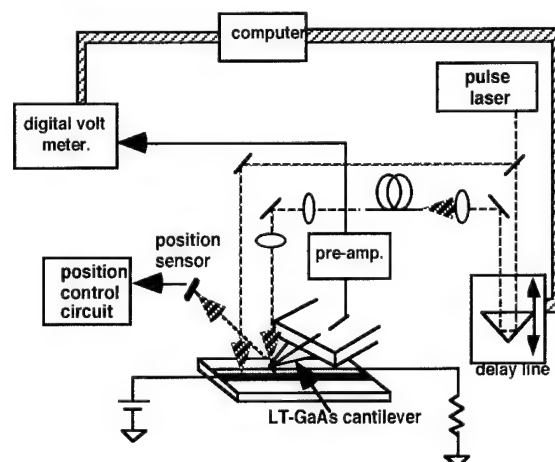 computer
pulse
laser
digital volt
meter.
position
sensor
pre-amp.
position
control
circuit
delay line
LT-GaAs cantilever